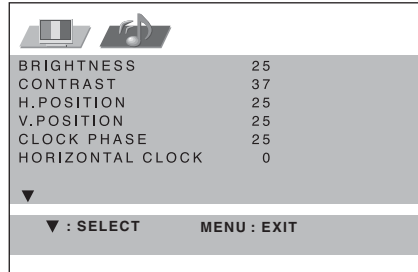 BRIGHTNESS 25
CONTRAST 37
H.POSITION 25
V.POSITION 25
CLOCK PHASE 25
HORIZONTAL CLOCK 0
▼
▼ : SELECT MENU : EXIT